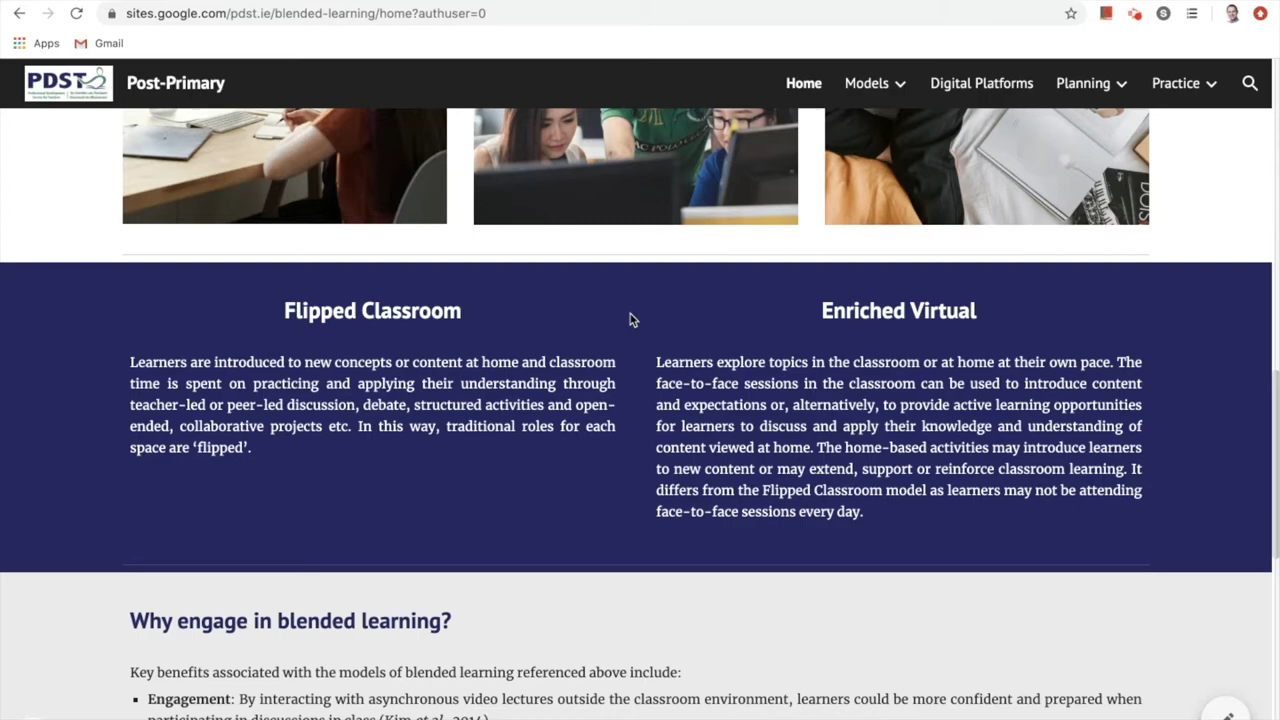 sites.google.com/pdst.ie/blended-learning/home?authuser=0
Apps
Gmail
PDST
Post-Primary
Home
Models
Digital Platforms
Planning
Practice
Flipped Classroom
Learners are introduced to new concepts or content at home and classroom
time is spent on practicing and applying their understanding through
teacher-led or peer-led discussion, debate, structured activities and open-
ended, collaborative projects etc. In this way, traditional roles for each
space are ‘flipped’.
Enriched Virtual
Learners explore topics in the classroom or at home at their own pace. The
face-to-face sessions in the classroom can be used to introduce content
and expectations or, alternatively, to provide active learning opportunities
for learners to discuss and apply their knowledge and understanding of
content viewed at home. The home-based activities may introduce learners
to new content or may extend, support or reinforce classroom learning. It
differs from the Flipped Classroom model as learners may not be attending
face-to-face sessions every day.
Why engage in blended learning?
Key benefits associated with the models of blended learning referenced above include:
▪ Engagement: By interacting with asynchronous video lectures outside the classroom environment, learners could be more confident and prepared when
participating in discussions in class (Kim et al., 2014)